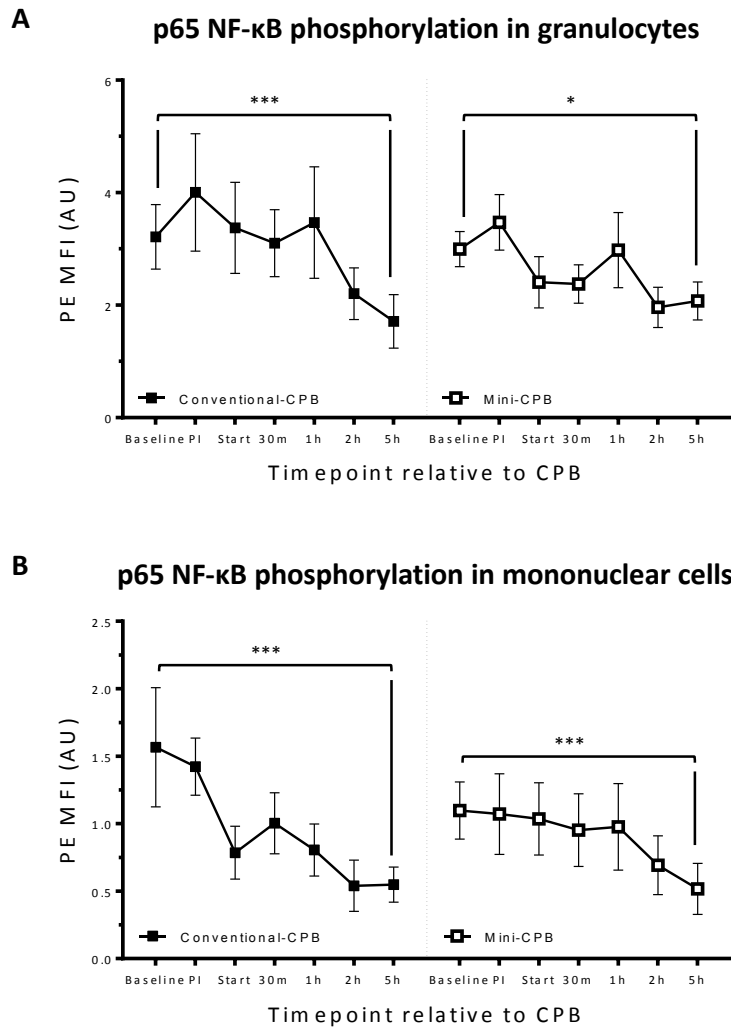 A
p65 NF-κB phosphorylation in granulocytes
6
4
2
0
PE MFI (AU)
***
*
Conventional-CPB
Mini-CPB
Baseline PI Start 30m 1h 2h 5h
Baseline PI Start 30m 1h 2h 5h
Timepoint relative to CPB
B
p65 NF-κB phosphorylation in mononuclear cells
2.5
2.0
1.5
1.0
0.5
0.0
PE MFI (AU)
***
***
Conventional-CPB
Mini-CPB
Baseline PI Start 30m 1h 2h 5h
Baseline PI Start 30m 1h 2h 5h
Timepoint relative to CPB